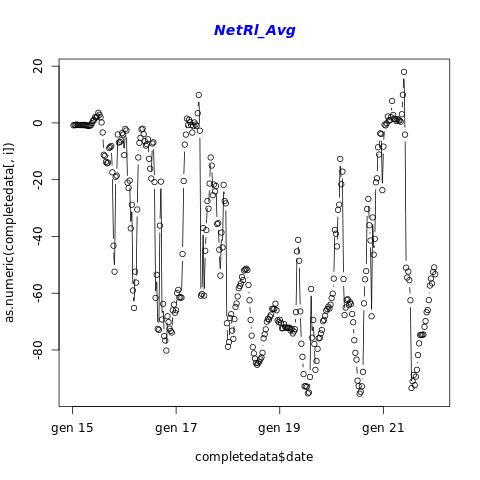 NetRl_Avg
as.numeric(completedata[, i])
20
0
-20
-40
-60
-80
gen 15
gen 17
gen 19
gen 21
completedata$date